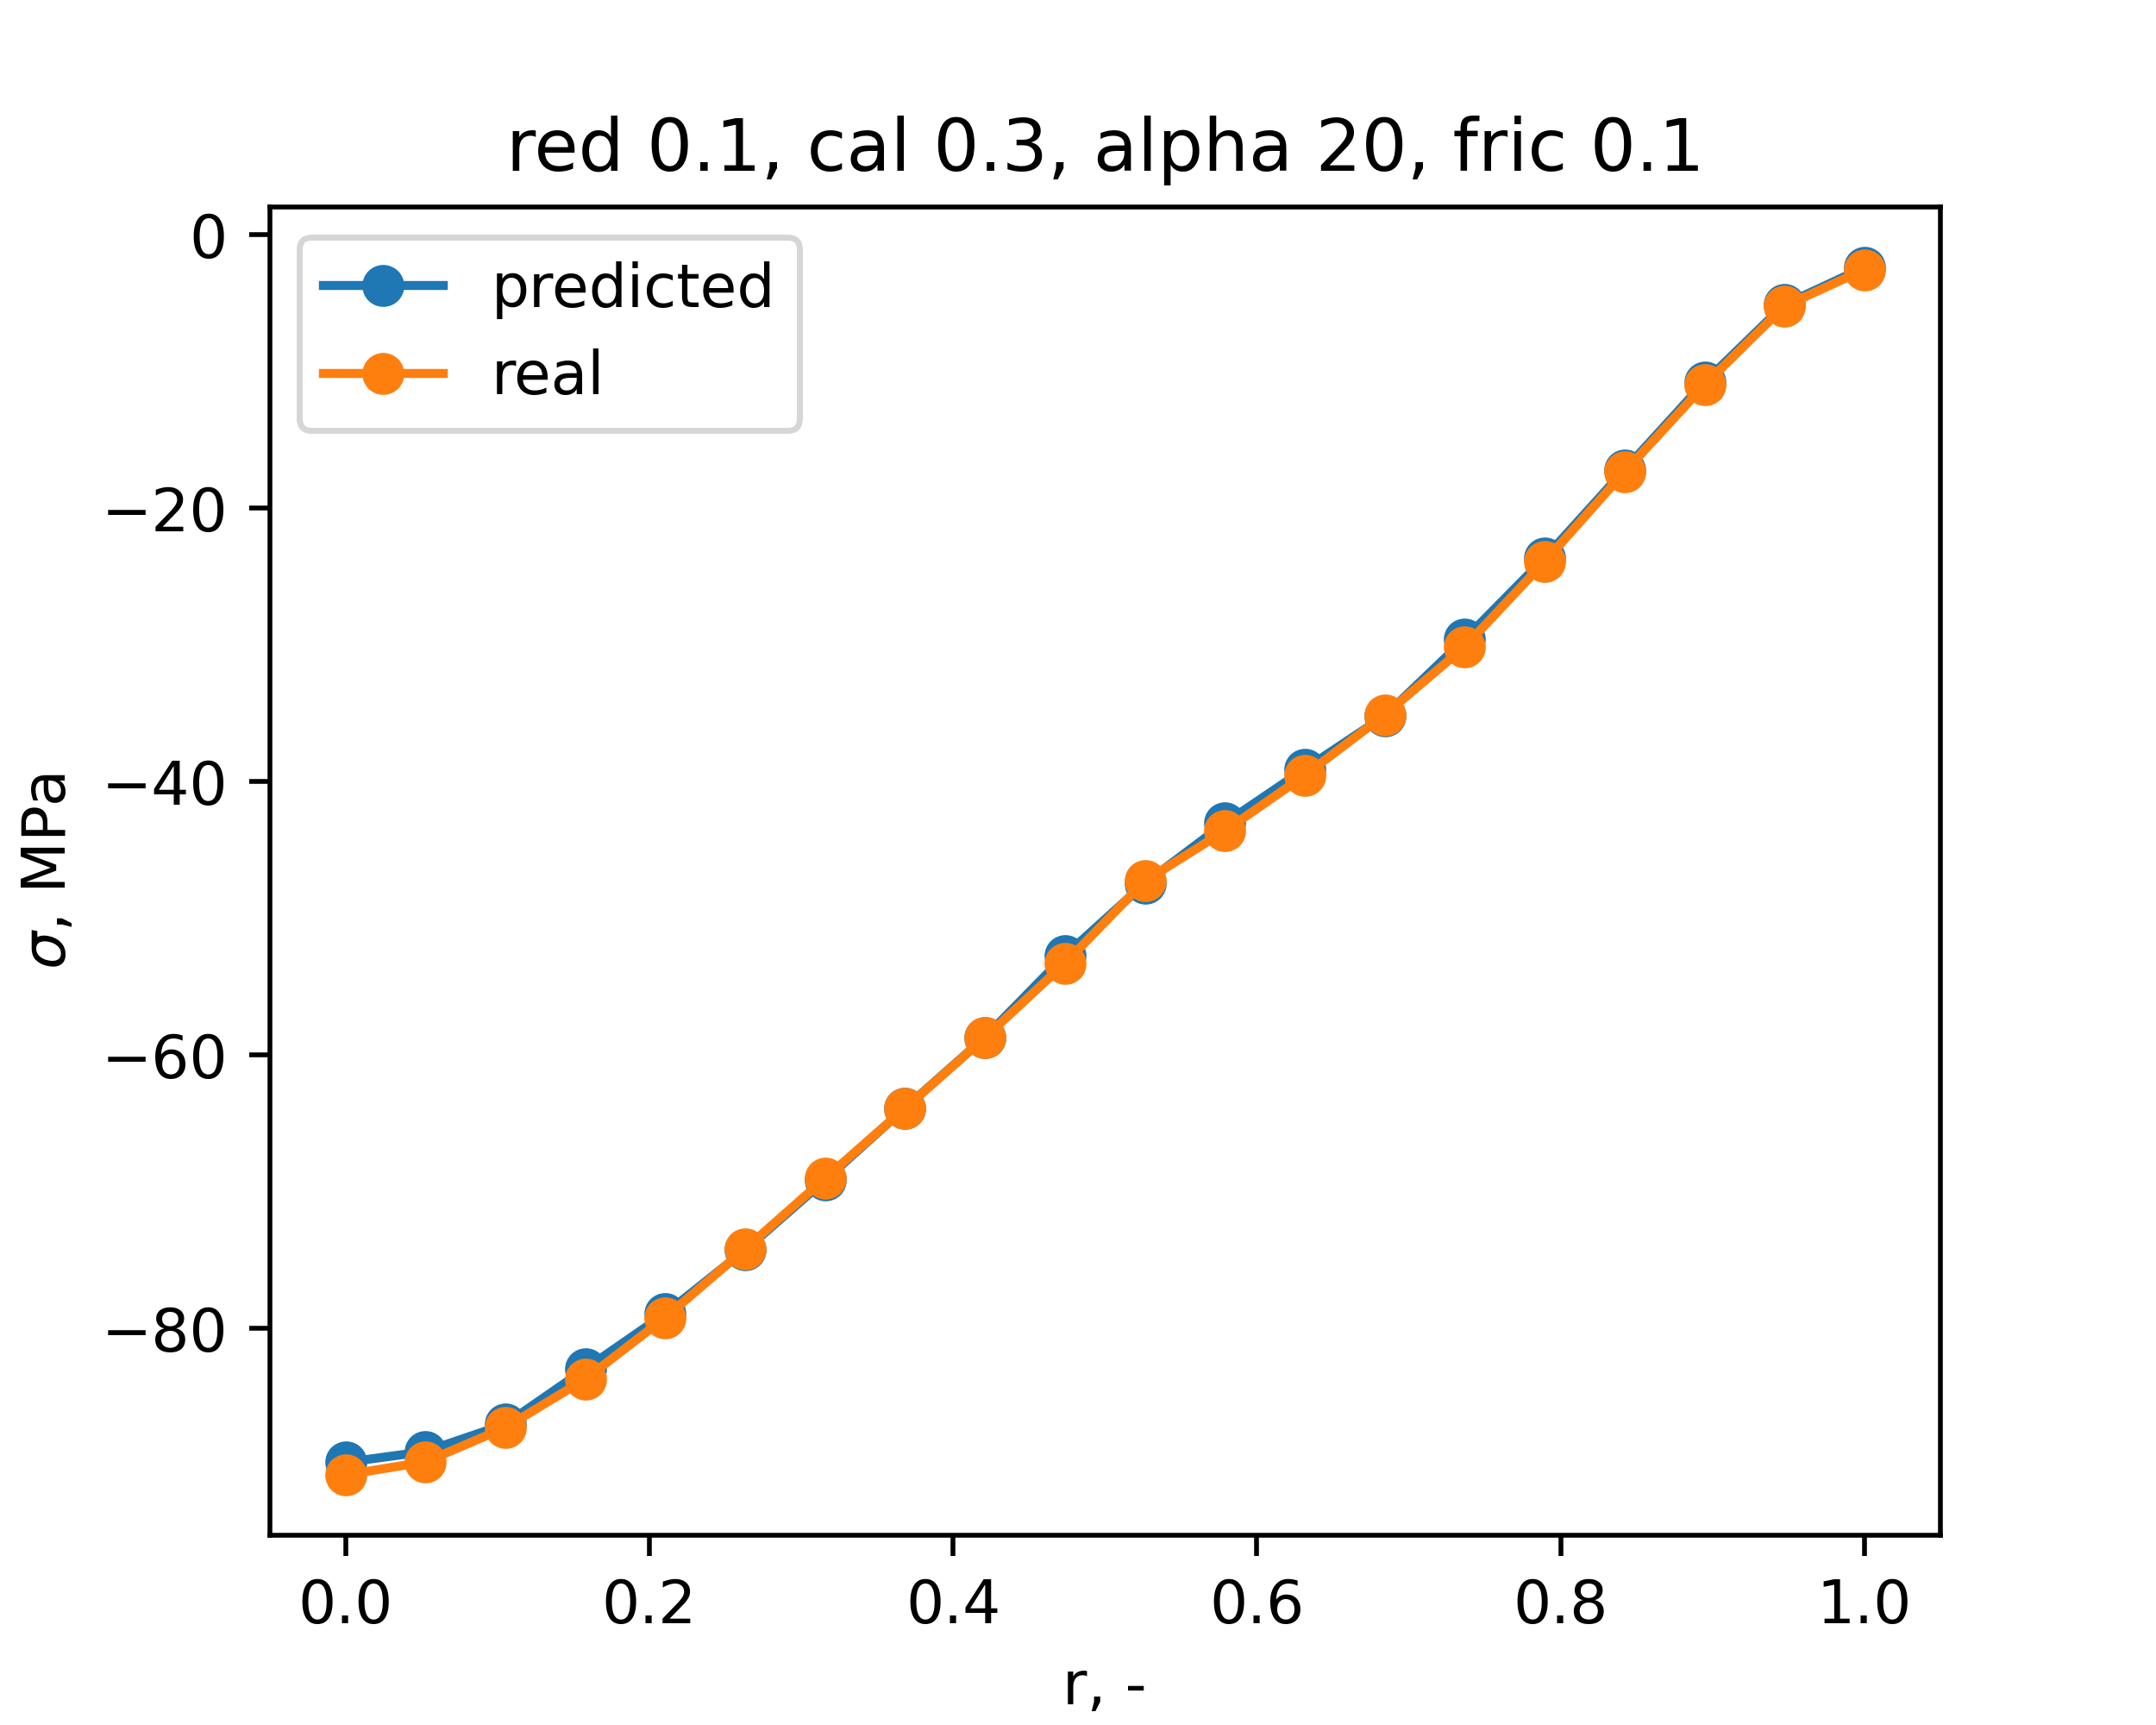 red 0.1, cal 0.3, alpha 20, fric 0.1
predicted
real
0
−20
−40
−60
−80
σ, MPa
0.0 0.2 0.4 0.6 0.8 1.0
r, -